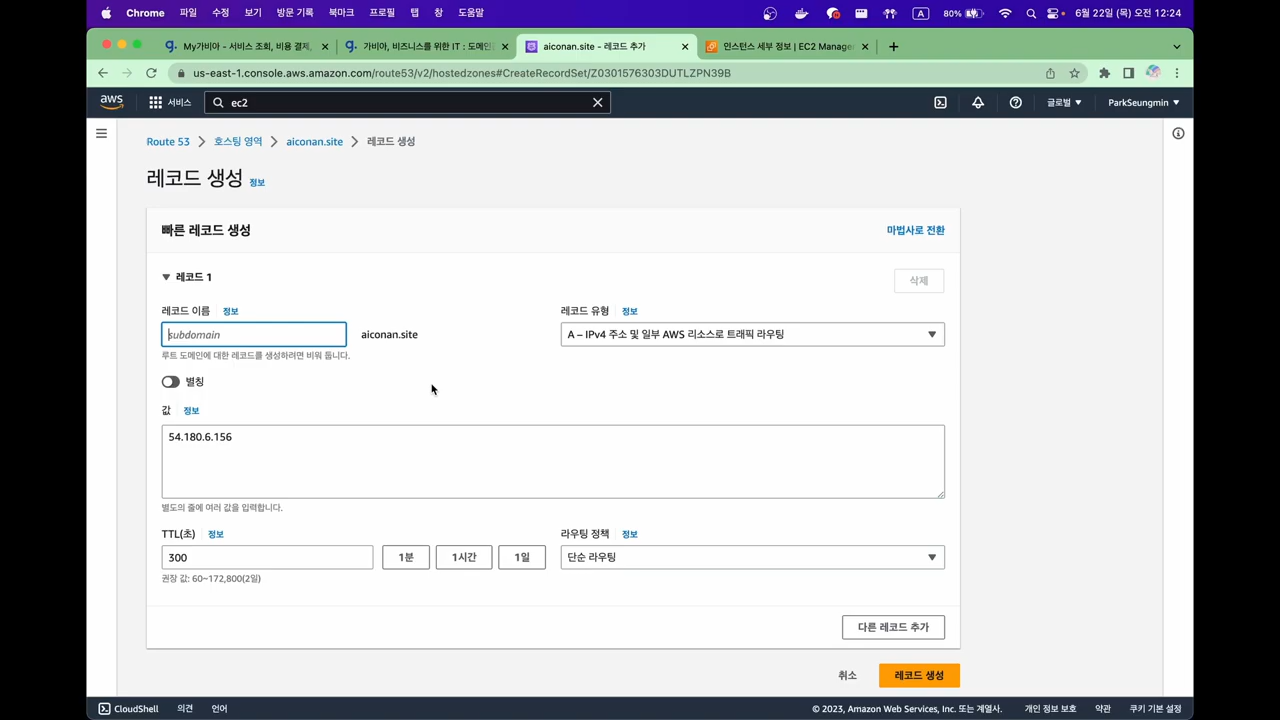 Chrome 파일 수정 보기 방문 기록 북마크 프로필 탭 창 도움말 A 80% 6월 22일 (목) 오전 12:24
My가비아 - 서비스 조회, 비용 결제, 가비아, 비즈니스를 위한 IT : 도메인 aiconan.site - 레코드 추가 인스턴스 세부 정보 | EC2 Manage
us-east-1.console.aws.amazon.com/route53/v2/hostedzones#CreateRecordSet/Z0301576303DUTLZPN39B
aws 서비스 ec2 글로벌 ParkSeungmin
Route 53 호스팅 영역 aiconan.site 레코드 생성
레코드 생성 정보
빠른 레코드 생성 마법사로 전환
레코드 1 삭제
레코드 이름 정보 레코드 유형 정보
subdomain aiconan.site A – IPv4 주소 및 일부 AWS 리소스로 트래픽 라우팅
루트 도메인에 대한 레코드를 생성하려면 비워 둡니다.
별칭
값 정보
54.180.6.156
별도의 줄에 여러 값을 입력합니다.
TTL(초) 정보 라우팅 정책 정보
300 1분 1시간 1일 단순 라우팅
권장 값: 60~172,800(2일)
다른 레코드 추가
취소 레코드 생성
CloudShell 의견 언어 © 2023, Amazon Web Services, Inc. 또는 계열사. 개인 정보 보호 약관 쿠키 기본 설정